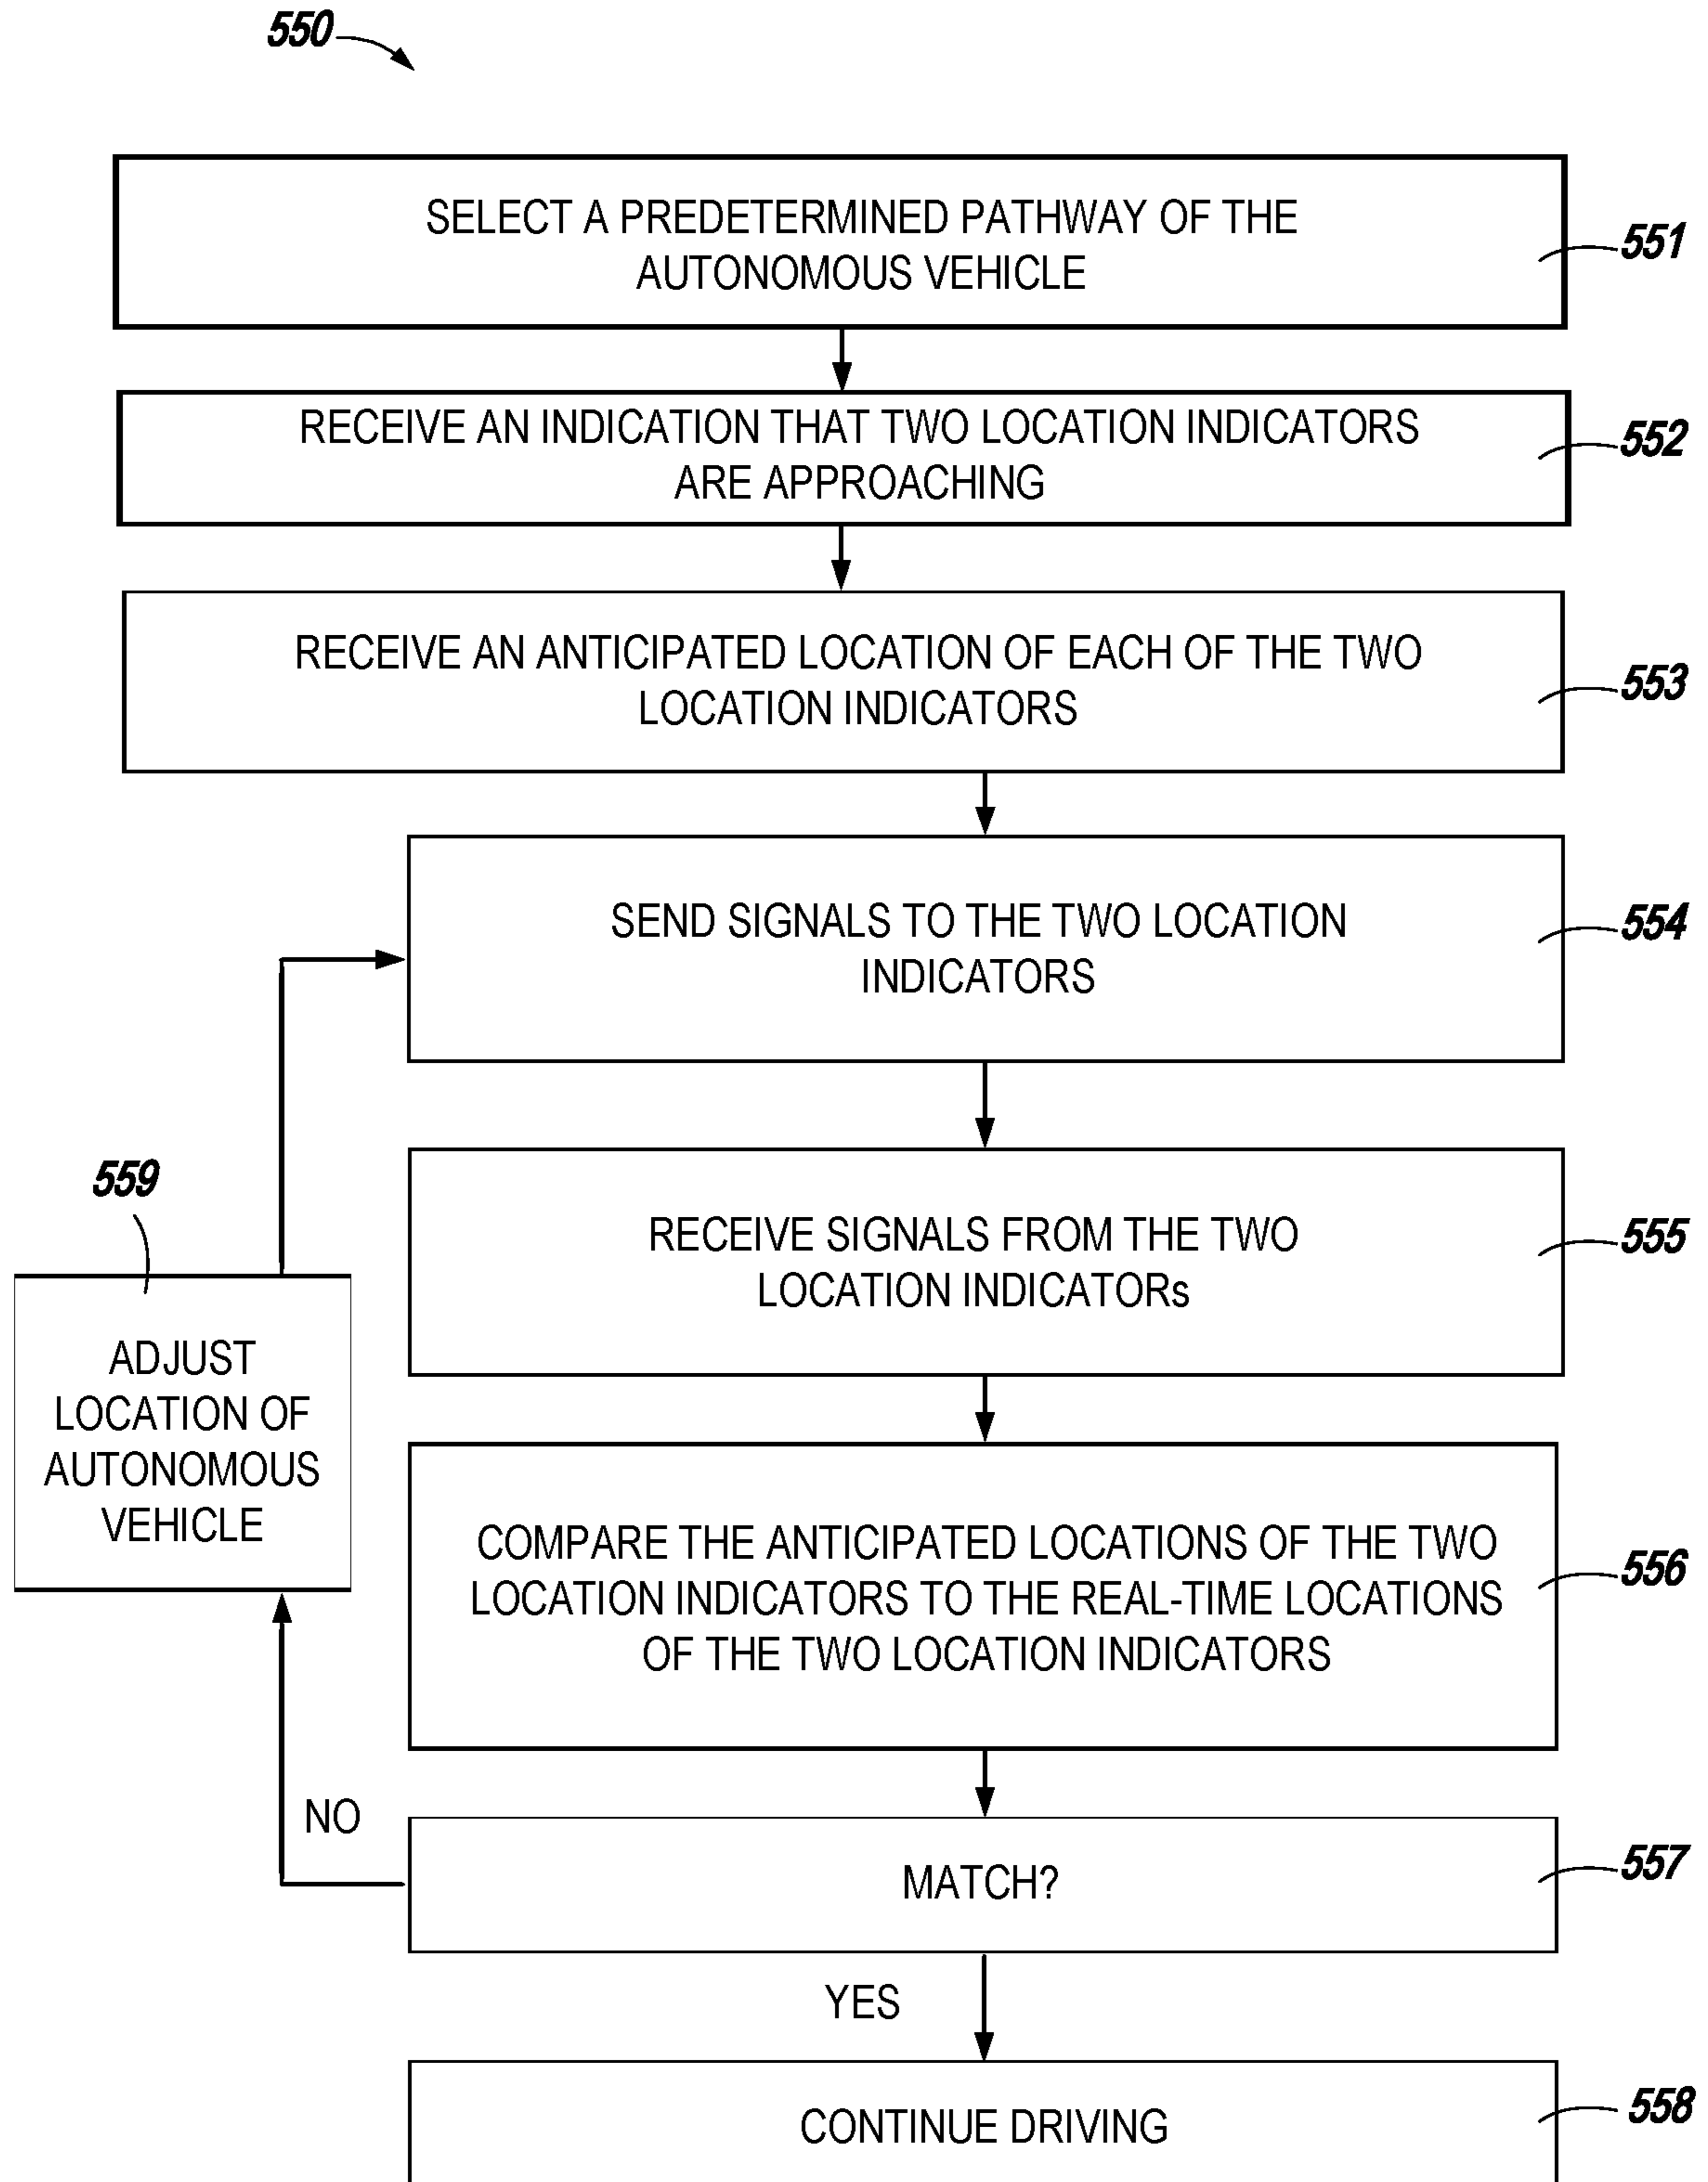 550
SELECT A PREDETERMINED PATHWAY OF THE
AUTONOMOUS VEHICLE
551
RECEIVE AN INDICATION THAT TWO LOCATION INDICATORS
ARE APPROACHING
552
RECEIVE AN ANTICIPATED LOCATION OF EACH OF THE TWO
LOCATION INDICATORS
553
SEND SIGNALS TO THE TWO LOCATION
INDICATORS
554
RECEIVE SIGNALS FROM THE TWO
LOCATION INDICATORs
555
559
ADJUST
LOCATION OF
AUTONOMOUS
VEHICLE
COMPARE THE ANTICIPATED LOCATIONS OF THE TWO
LOCATION INDICATORS TO THE REAL-TIME LOCATIONS
OF THE TWO LOCATION INDICATORS
556
NO
MATCH?
557
YES
CONTINUE DRIVING
558